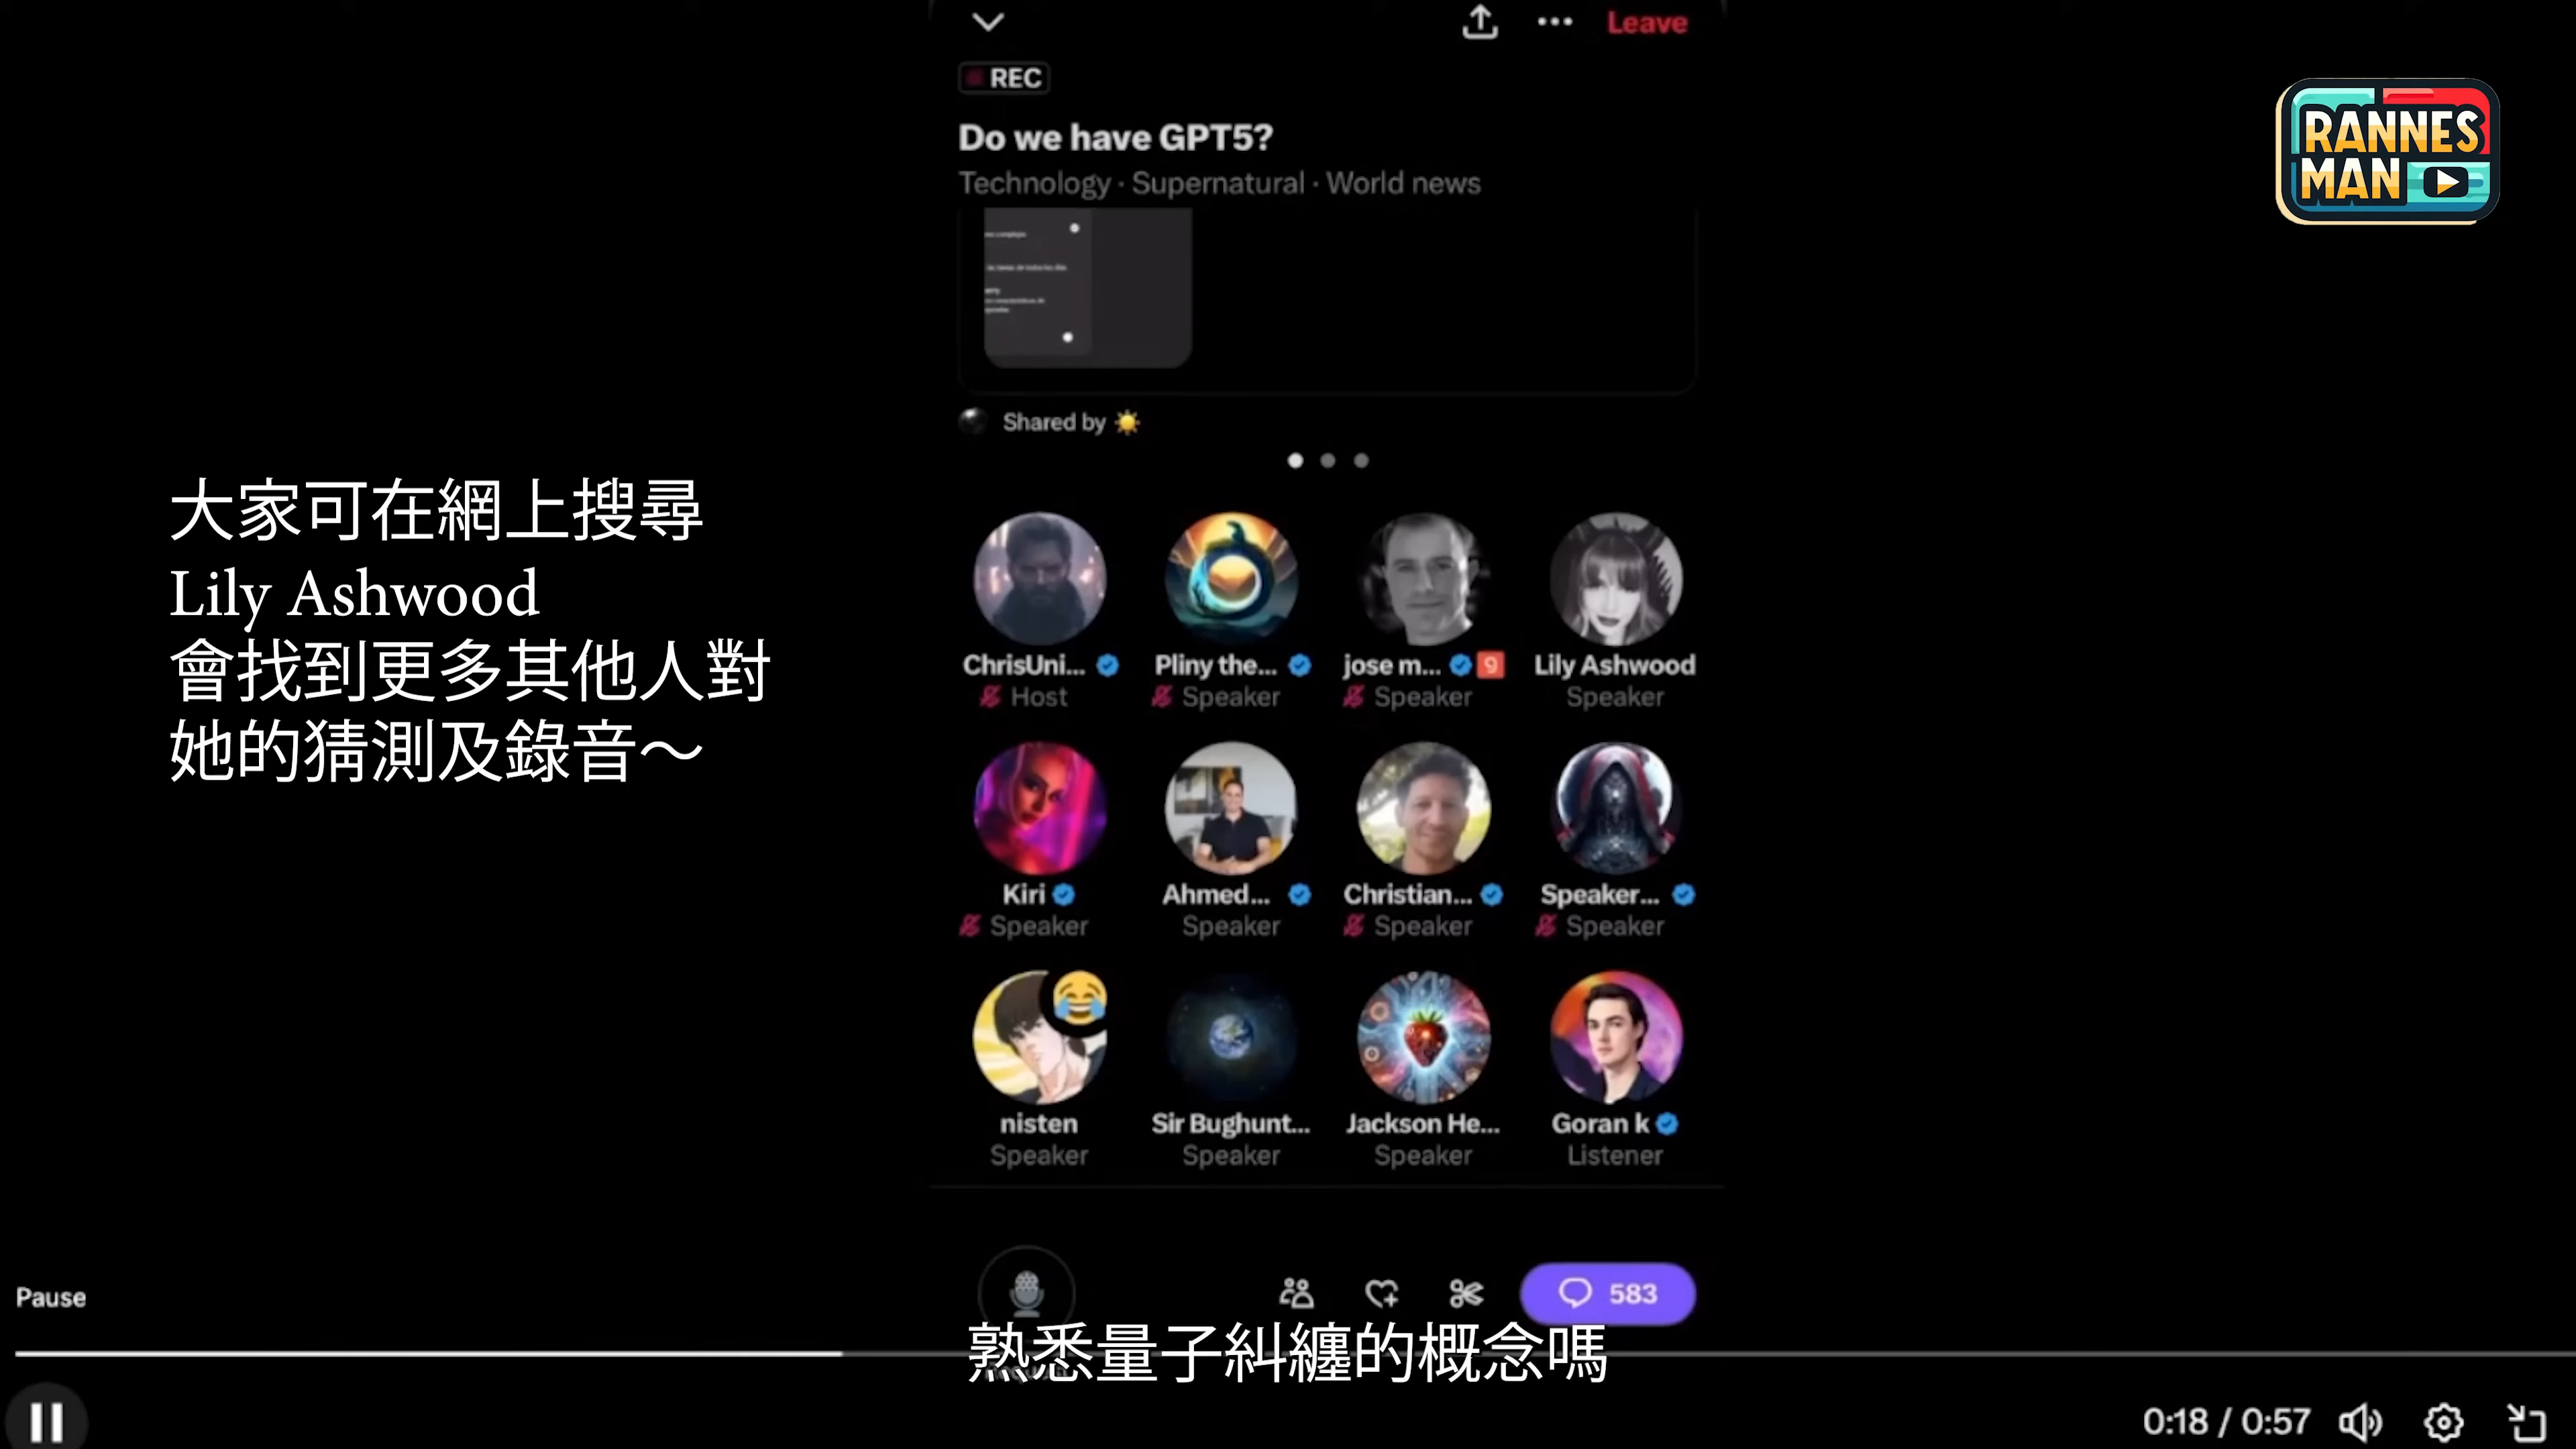 Leave
REC
Do we have GPT5?
Technology · Supernatural · World news
RANNES
MAN
Shared by ☀️
大家可在網上搜尋
Lily Ashwood
會找到更多其他人對
她的猜測及錄音～
ChrisUni... Pliny the... jose m... 9 Lily Ashwood
Host Speaker Speaker Speaker
Kiri Ahmed... Christian... Speaker...
Speaker Speaker Speaker Speaker
nisten Sir Bughunt... Jackson He... Goran k
Speaker Speaker Speaker Listener
583
Pause
熟悉量子糾纏的概念嗎
0:18 / 0:57